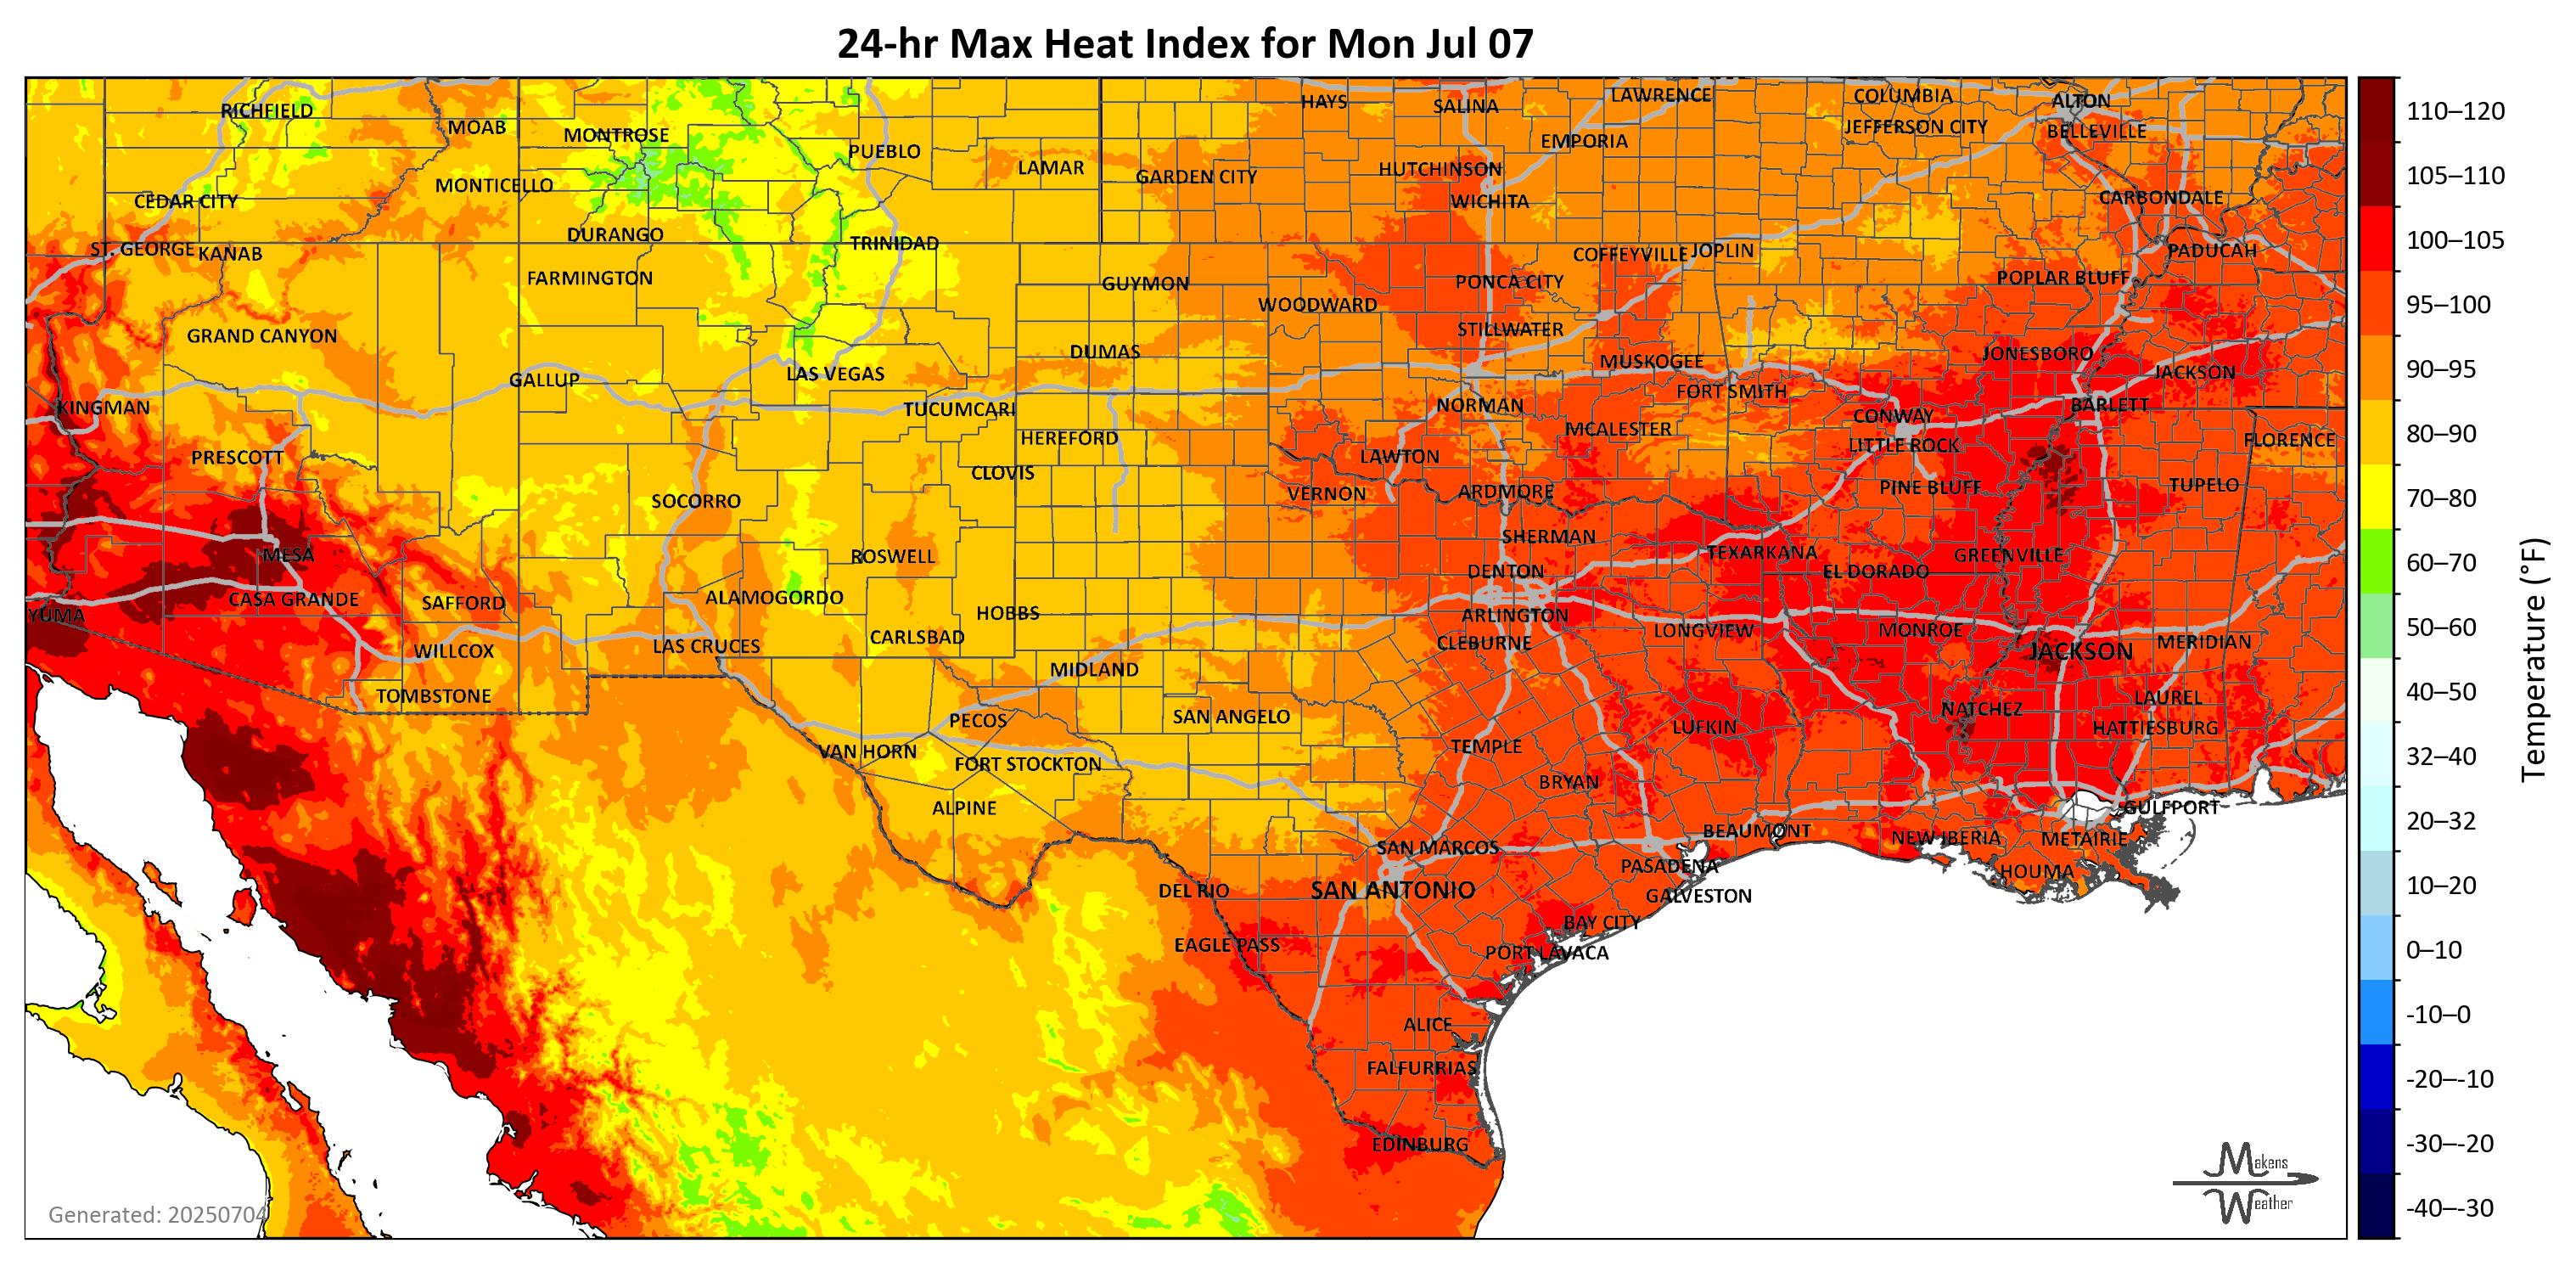 24-hr Max Heat Index for Mon Jul 07
RICHFIELD
MOAB
MONTROSE
PUEBLO
LAMAR
HAYS
SALINA
LAWRENCE
COLUMBIA
ALTON
EMPORIA
JEFFERSON CITY
BELLEVILLE
MONTICELLO
CEDAR CITY
GARDEN CITY
HUTCHINSON
WICHITA
CARBONDALE
ST. GEORGE
KANAB
DURANGO
TRINIDAD
COFFEYVILLE
JOPLIN
PADUCAH
FARMINGTON
GUYMON
WOODWARD
PONCA CITY
POPLAR BLUFF
GRAND CANYON
DUMAS
STILLWATER
MUSKOGEE
JONESBORO
GALLUP
LAS VEGAS
FORT SMITH
JACKSON
KINGMAN
TUCUMCARI
NORMAN
CONWAY
BARLETT
HEREFORD
MCALESTER
LITTLE ROCK
FLORENCE
PRESCOTT
CLOVIS
LAWTON
SOCORRO
VERNON
ARDMORE
PINE BLUFF
TUPELO
SHERMAN
MESA
ROSWELL
TEXARKANA
GREENVILLE
DENTON
EL DORADO
CASA GRANDE
SAFFORD
ALAMOGORDO
HOBBS
YUMA
ARLINGTON
LAS CRUCES
CARLSBAD
CLEBURNE
LONGVIEW
MONROE
JACKSON
MERIDIAN
WILLCOX
MIDLAND
TOMBSTONE
PECOS
SAN ANGELO
LUFKIN
NATCHEZ
LAUREL
HATTIESBURG
VAN HORN
FORT STOCKTON
TEMPLE
BRYAN
ALPINE
GULFPORT
SAN MARCOS
BEAUMONT
NEW IBERIA
METAIRIE
PASADENA
HOUMA
DEL RIO
SAN ANTONIO
GALVESTON
EAGLE PASS
BAY CITY
PORT LAVACA
ALICE
FALFURRIAS
EDINBURG
Generated: 20250704
Makens
Weather
110–120
105–110
100–105
95–100
90–95
80–90
70–80
60–70
50–60
40–50
32–40
20–32
10–20
0–10
-10–0
-20–-10
-30–-20
-40–-30
Temperature (°F)